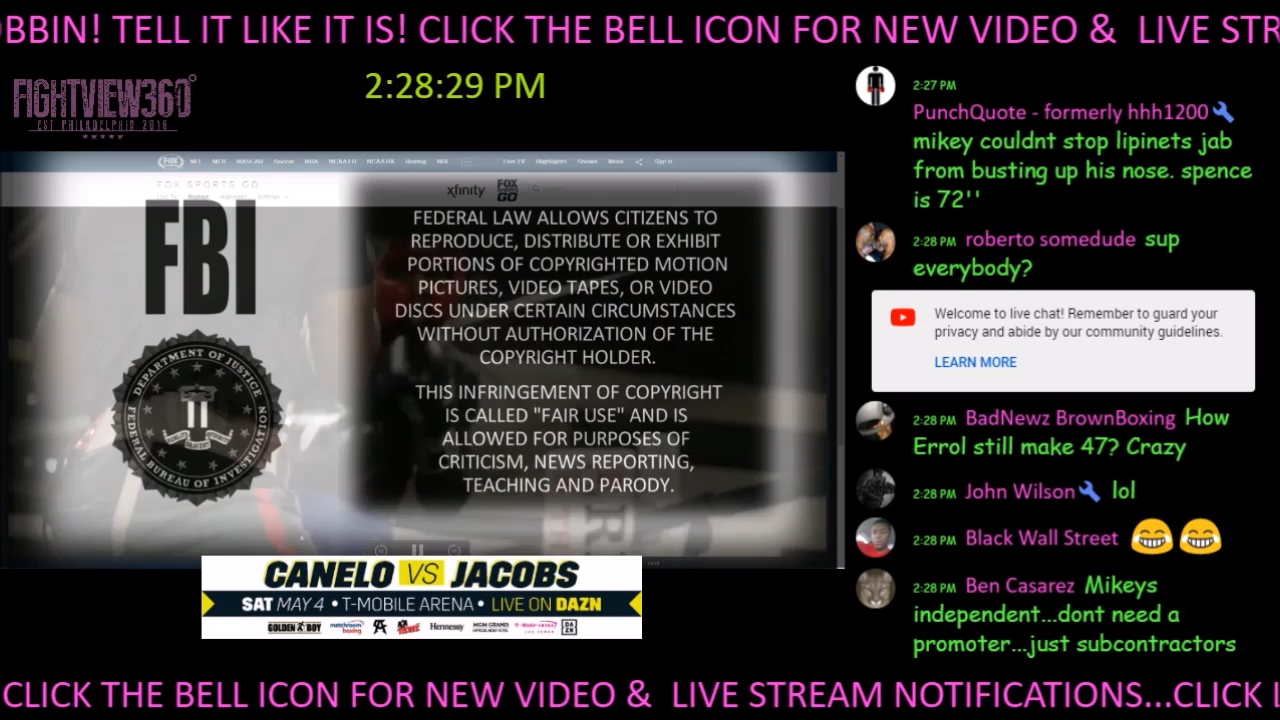 BBIN! TELL IT LIKE IT IS! CLICK THE BELL ICON FOR NEW VIDEO & LIVE STR
FIGHTVIEW360°
EST PHILADELPHIA 2016
2:28:29 PM
FOX SPORTS GO
xfinity FOX SPORTS GO
FBI
DEPARTMENT OF JUSTICE
FEDERAL BUREAU OF INVESTIGATION
FEDERAL LAW ALLOWS CITIZENS TO
REPRODUCE, DISTRIBUTE OR EXHIBIT
PORTIONS OF COPYRIGHTED MOTION
PICTURES, VIDEO TAPES, OR VIDEO
DISCS UNDER CERTAIN CIRCUMSTANCES
WITHOUT AUTHORIZATION OF THE
COPYRIGHT HOLDER.
THIS INFRINGEMENT OF COPYRIGHT
IS CALLED "FAIR USE" AND IS
ALLOWED FOR PURPOSES OF
CRITICISM, NEWS REPORTING,
TEACHING AND PARODY.
CANELO VS JACOBS
SAT MAY 4 • T-MOBILE ARENA • LIVE ON DAZN
GOLDEN BOY matchroom boxing Hennessy MGM GRAND DAZN
2:27 PM
PunchQuote - formerly hhh1200
mikey couldnt stop lipinets jab
from busting up his nose. spence
is 72''
2:28 PM roberto somedude sup
everybody?
Welcome to live chat! Remember to guard your
privacy and abide by our community guidelines.
LEARN MORE
2:28 PM BadNewz BrownBoxing How
Errol still make 47? Crazy
2:28 PM John Wilson lol
2:28 PM Black Wall Street
2:28 PM Ben Casarez Mikeys
independent...dont need a
promoter...just subcontractors
CLICK THE BELL ICON FOR NEW VIDEO & LIVE STREAM NOTIFICATIONS...CLICK